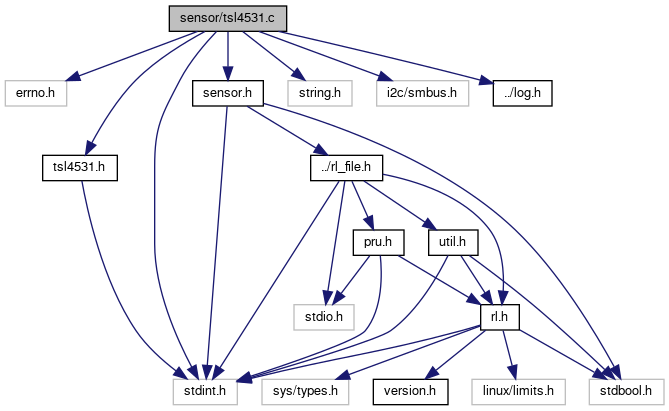 sensor/tsl4531.c
errno.h
sensor.h
string.h
i2c/smbus.h
../log.h
tsl4531.h
../rl_file.h
pru.h
util.h
stdio.h
rl.h
stdint.h
sys/types.h
version.h
linux/limits.h
stdbool.h